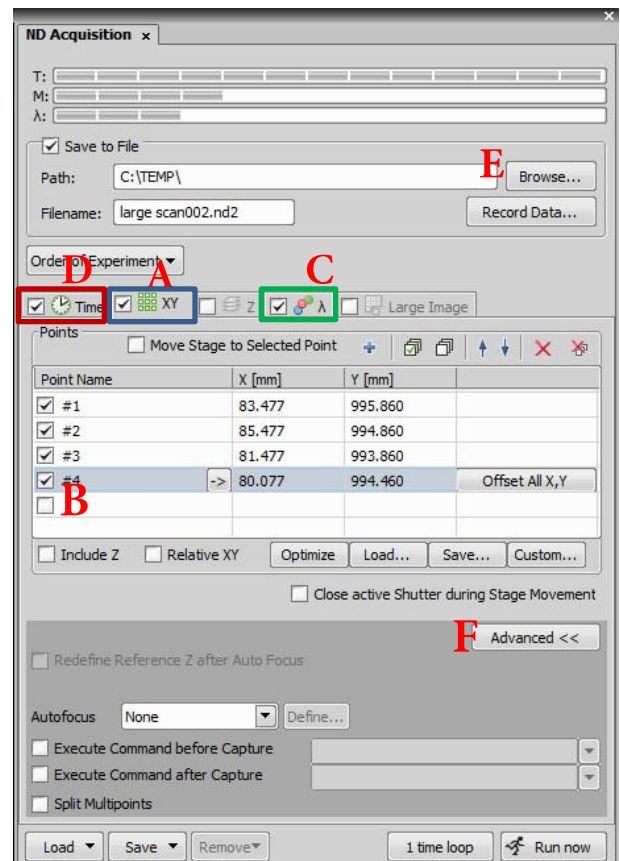 ND Acquisition x
T:
M:
λ:
Save to File
E
Path: C:\TEMP\ Browse...
Filename: large scan002.nd2 Record Data...
Order of Experiment
D A C
Time XY Z λ Large Image
Points
Move Stage to Selected Point
Point Name X [mm] Y [mm]
#1 83.477 995.860
#2 85.477 994.860
#3 81.477 993.860
#4 -> 80.077 994.460 Offset All X,Y
B
Include Z Relative XY Optimize Load... Save... Custom...
Close active Shutter during Stage Movement
F Advanced <<
Redefine Reference Z after Auto Focus
Autofocus None Define...
Execute Command before Capture
Execute Command after Capture
Split Multipoints
Load Save Remove 1 time loop Run now